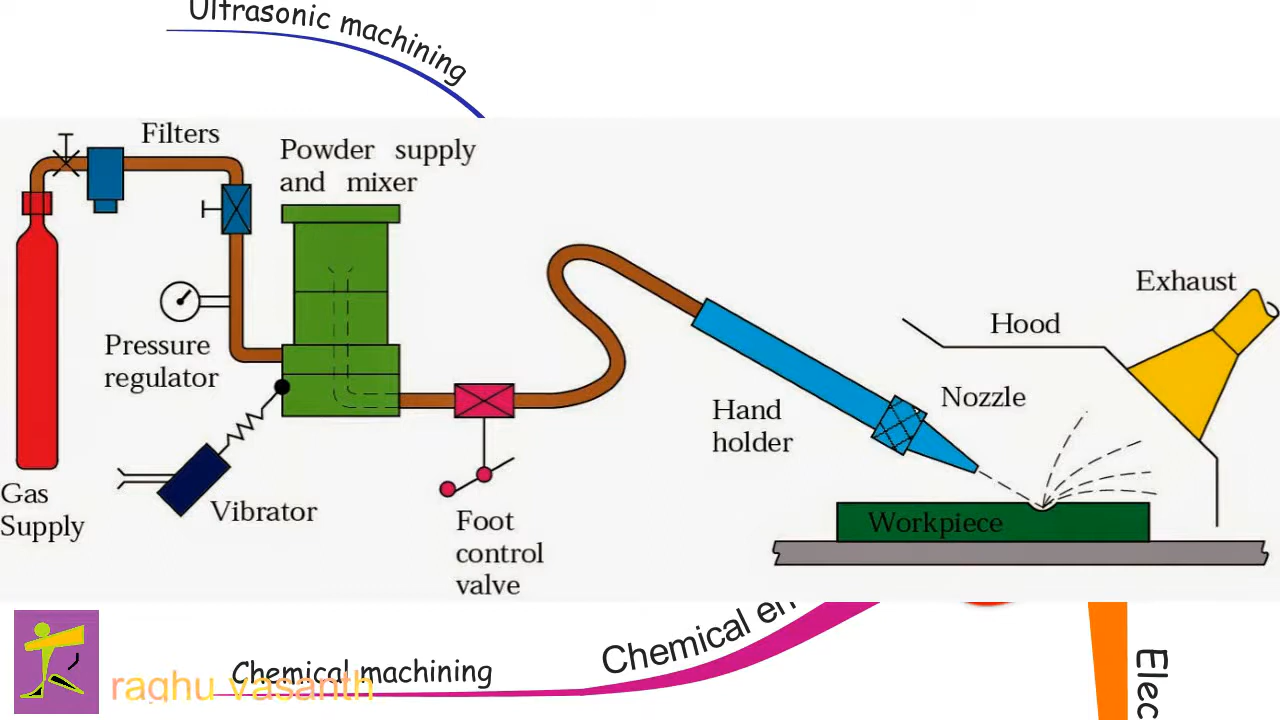 Ultrasonic machining
Filters
Powder supply
and mixer
Exhaust
Hood
Pressure
regulator
Nozzle
Hand
holder
Gas
Supply
Vibrator
Foot
control
valve
Workpiece
Chemical
Chemical machining
raghu vasanth